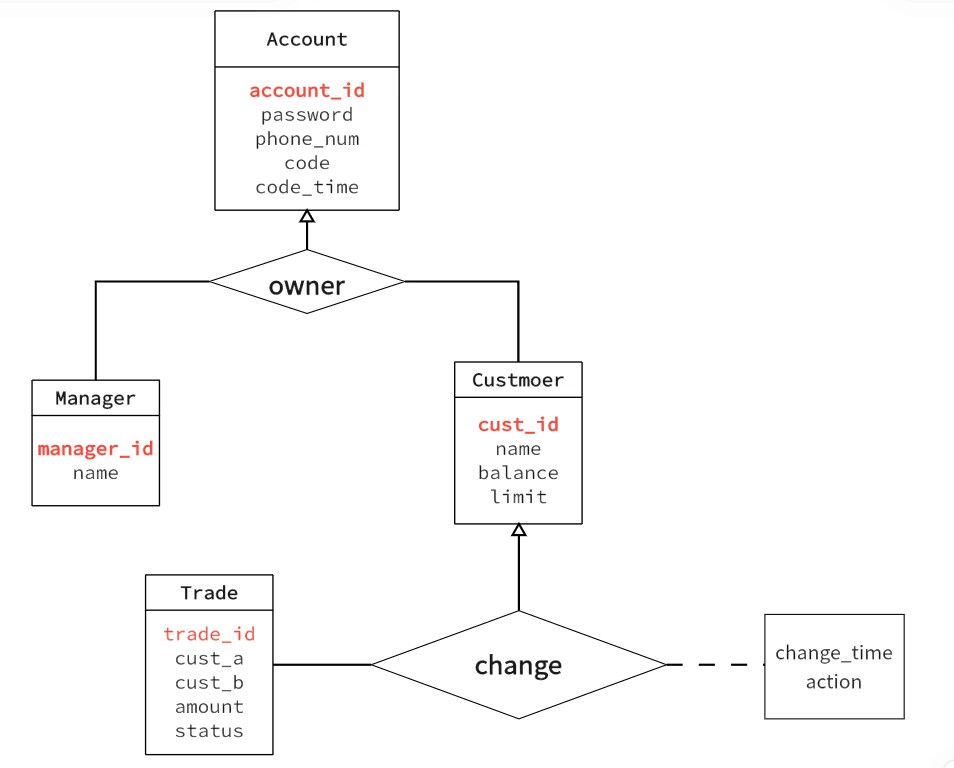 Account
account_id
password
phone_num
code
code_time
owner
Manager
manager_id
name
Custmoer
cust_id
name
balance
limit
Trade
trade_id
cust_a
cust_b
amount
status
change
change_time
action